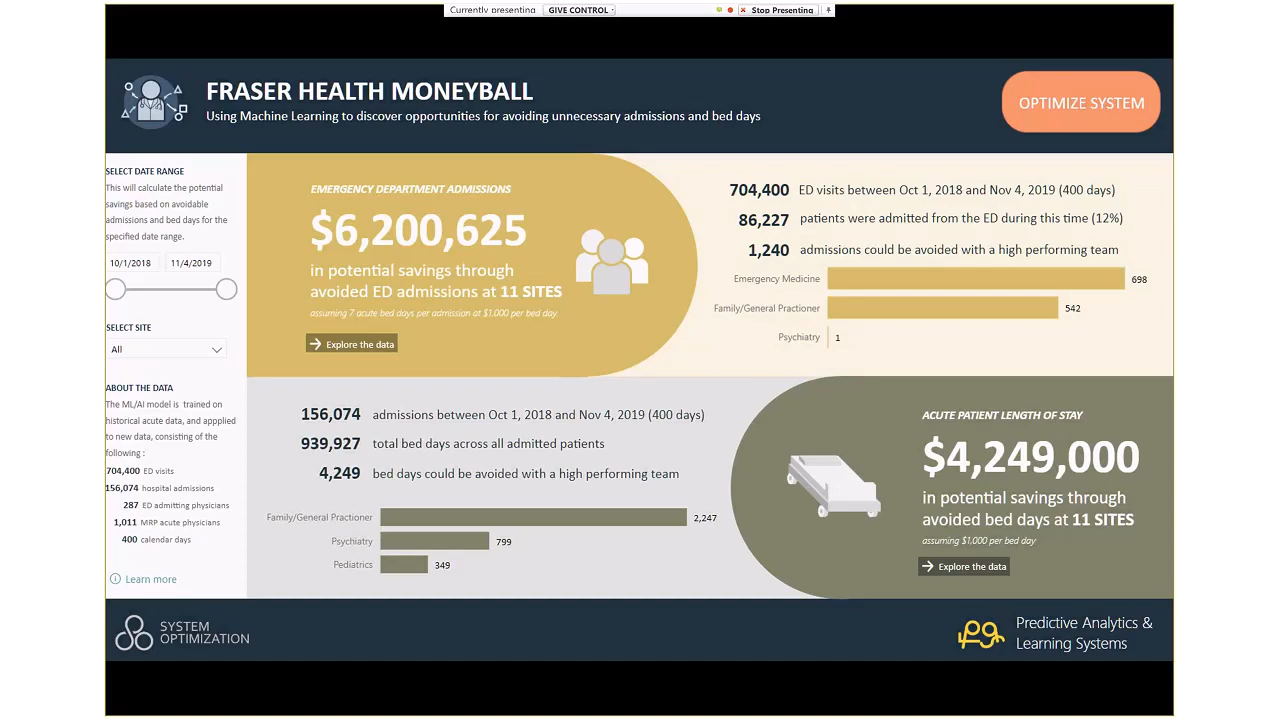 Currently presenting
GIVE CONTROL
Stop Presenting
FRASER HEALTH MONEYBALL
Using Machine Learning to discover opportunities for avoiding unnecessary admissions and bed days
OPTIMIZE SYSTEM
SELECT DATE RANGE
This will calculate the potential
savings based on avoidable
admissions and bed days for the
specified date range.
10/1/2018 11/4/2019
SELECT SITE
All
ABOUT THE DATA
The ML/AI model is trained on
historical acute data, and appplied
to new data, consisting of the
following :
704,400 ED visits
156,074 hospital admissions
287 ED admitting physicians
1,011 MRP acute physicians
400 calendar days
Learn more
EMERGENCY DEPARTMENT ADMISSIONS
$6,200,625
in potential savings through
avoided ED admissions at 11 SITES
assuming 7 acute bed days per admission at $1,000 per bed day.
Explore the data
704,400 ED visits between Oct 1, 2018 and Nov 4, 2019 (400 days)
86,227 patients were admitted from the ED during this time (12%)
1,240 admissions could be avoided with a high performing team
Emergency Medicine 698
Family/General Practioner 542
Psychiatry 1
156,074 admissions between Oct 1, 2018 and Nov 4, 2019 (400 days)
939,927 total bed days across all admitted patients
4,249 bed days could be avoided with a high performing team
Family/General Practioner 2,247
Psychiatry 799
Pediatrics 349
ACUTE PATIENT LENGTH OF STAY
$4,249,000
in potential savings through
avoided bed days at 11 SITES
assuming $1,000 per bed day
Explore the data
SYSTEM
OPTIMIZATION
Predictive Analytics &
Learning Systems